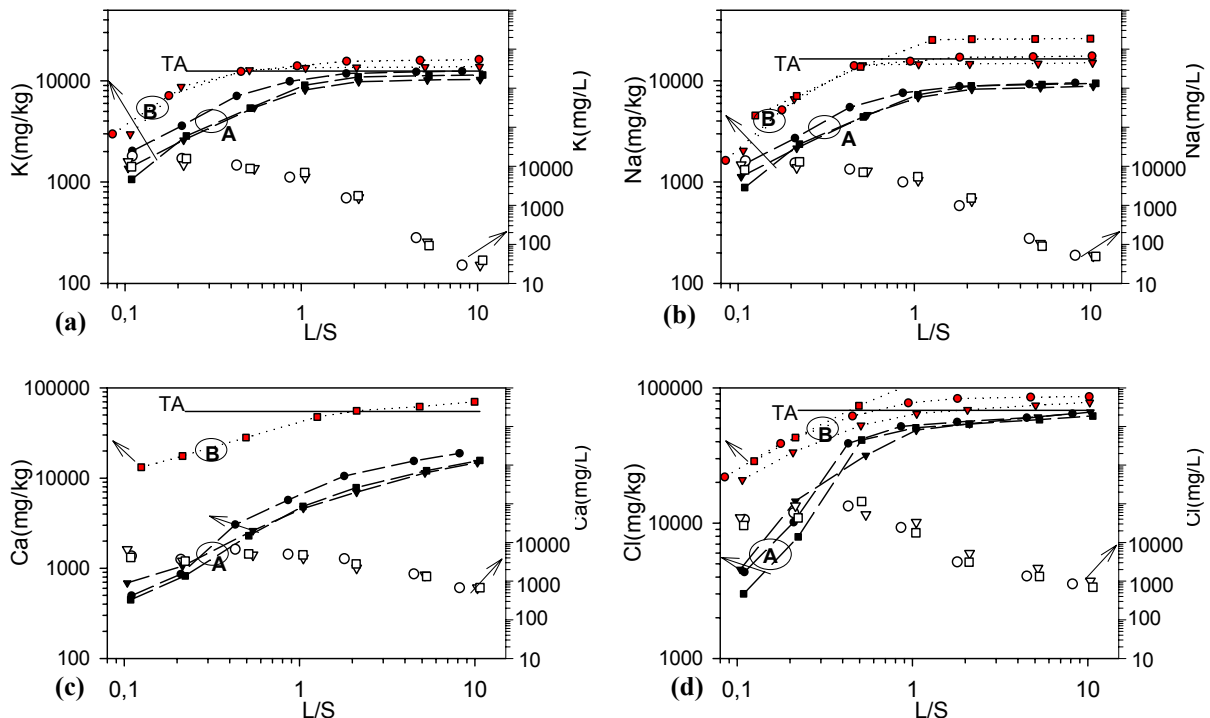 TA
B
A
K(mg/kg)
10000
1000
100
K(mg/L)
10000
1000
100
10
0,1 1 10
L/S
(a)
TA
B
A
Na(mg/kg)
10000
1000
100
Na(mg/L)
10000
1000
100
10
0,1 1 10
L/S
(b)
TA
B
A
Ca(mg/kg)
100000
10000
1000
100
Ca(mg/L)
10000
1000
100
10
0,1 1 10
L/S
(c)
TA
B
A
Cl(mg/kg)
100000
10000
1000
Cl(mg/L)
10000
1000
100
10
0,1 1 10
L/S
(d)